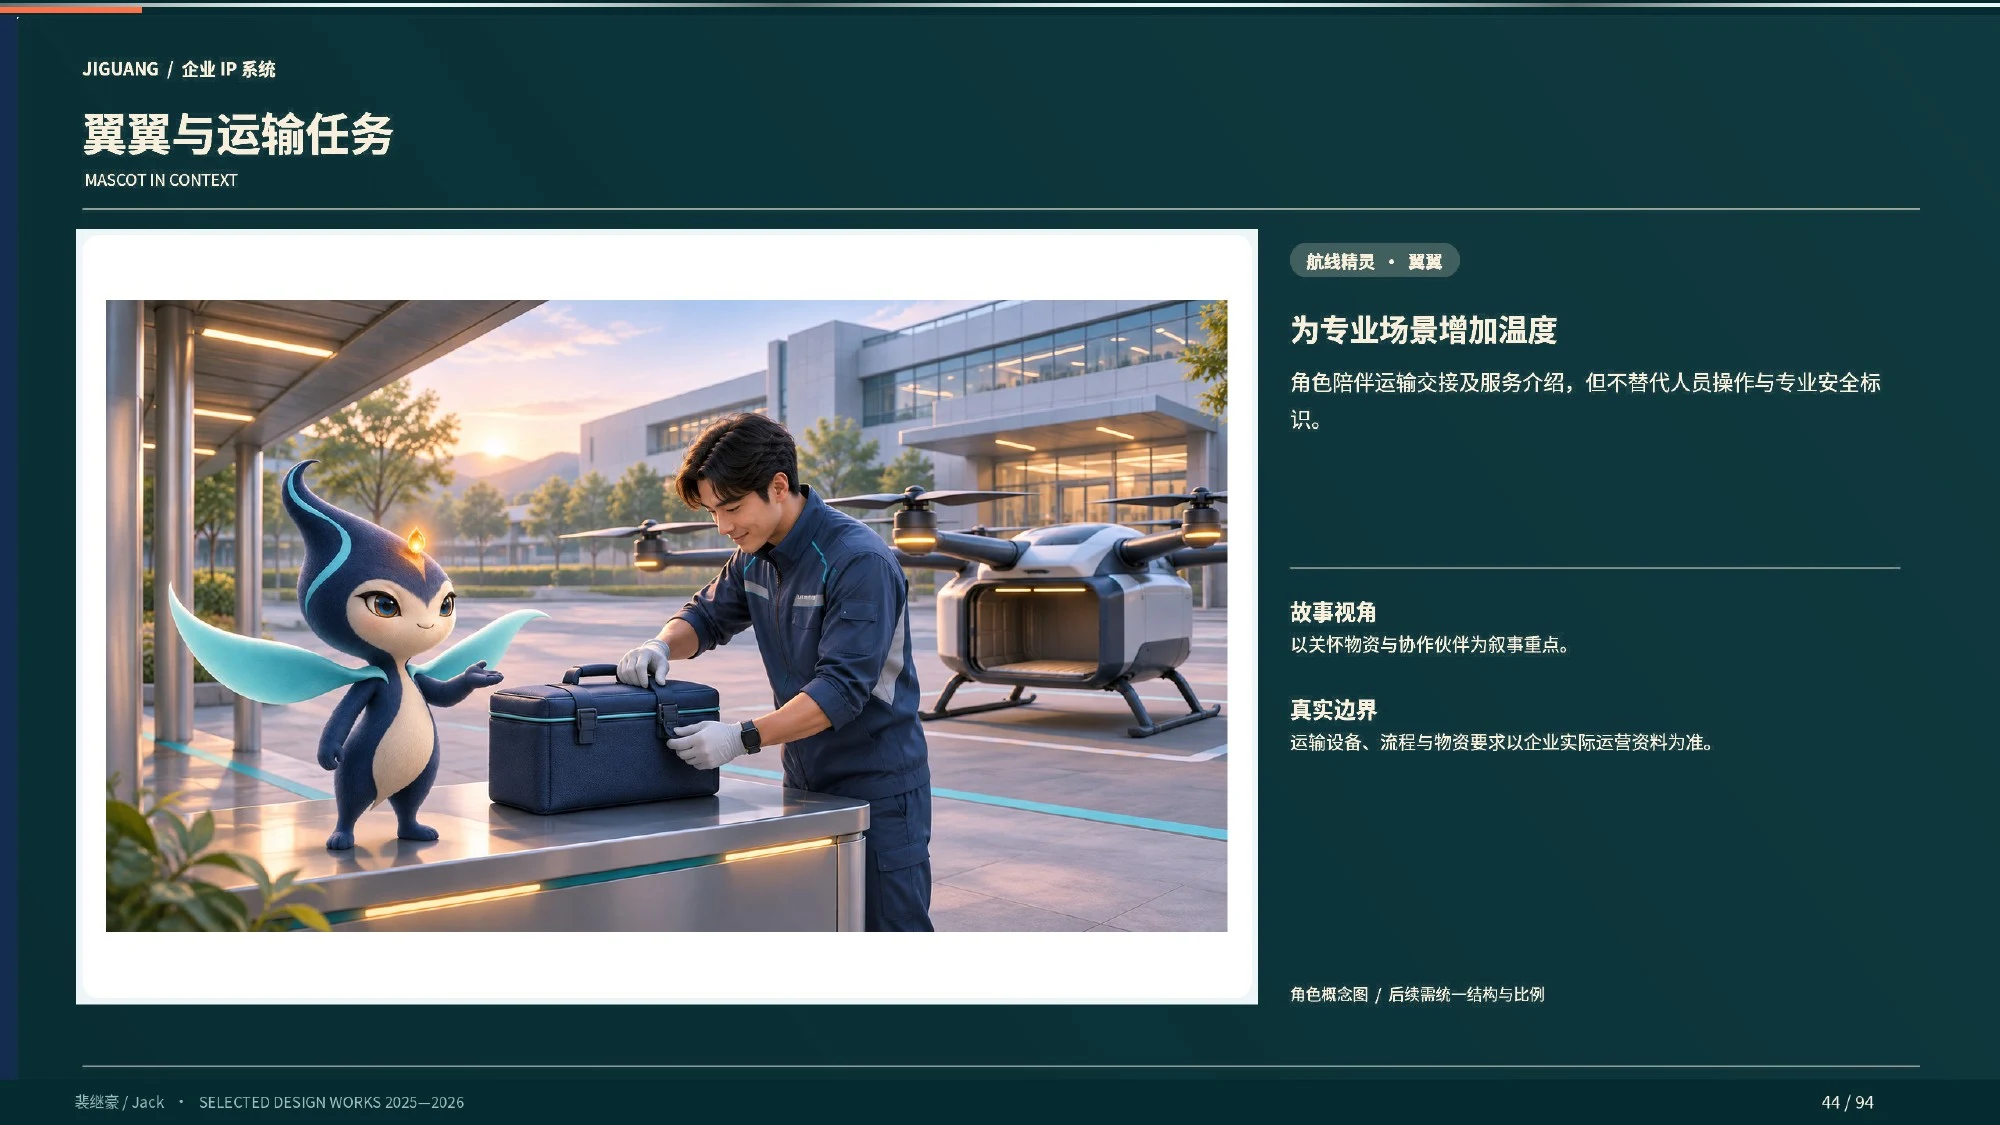 JIGUANG / 企业 IP 系统
翼翼与运输任务
MASCOT IN CONTEXT
航线精灵 · 翼翼
为专业场景增加温度
角色陪伴运输交接及服务介绍，但不替代人员操作与专业安全标
识。
故事视角
以关怀物资与协作伙伴为叙事重点。
真实边界
运输设备、流程与物资要求以企业实际运营资料为准。
角色概念图 / 后续需统一结构与比例
裴继豪 / Jack · SELECTED DESIGN WORKS 2025—2026
44 / 94